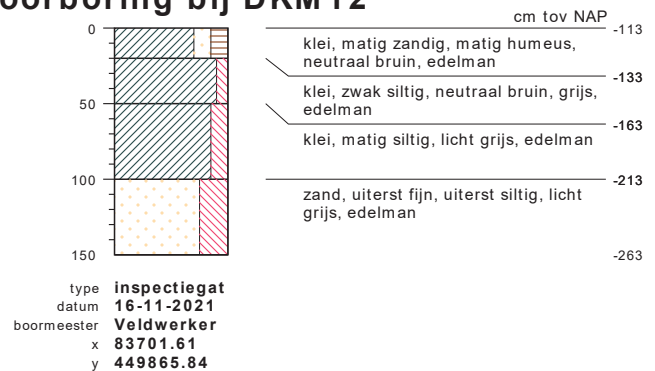 bij DKM12
cm tov NAP
0
-113
klei, matig zandig, matig humeus,
neutraal bruin, edelman
-133
klei, zwak siltig, neutraal bruin, grijs,
edelman
50
-163
klei, matig siltig, licht grijs, edelman
100
-213
zand, uiterst fijn, uiterst siltig, licht
grijs, edelman
150
-263
type inspectiegat
datum 16-11-2021
boormeester Veldwerker
x 83701.61
y 449865.84